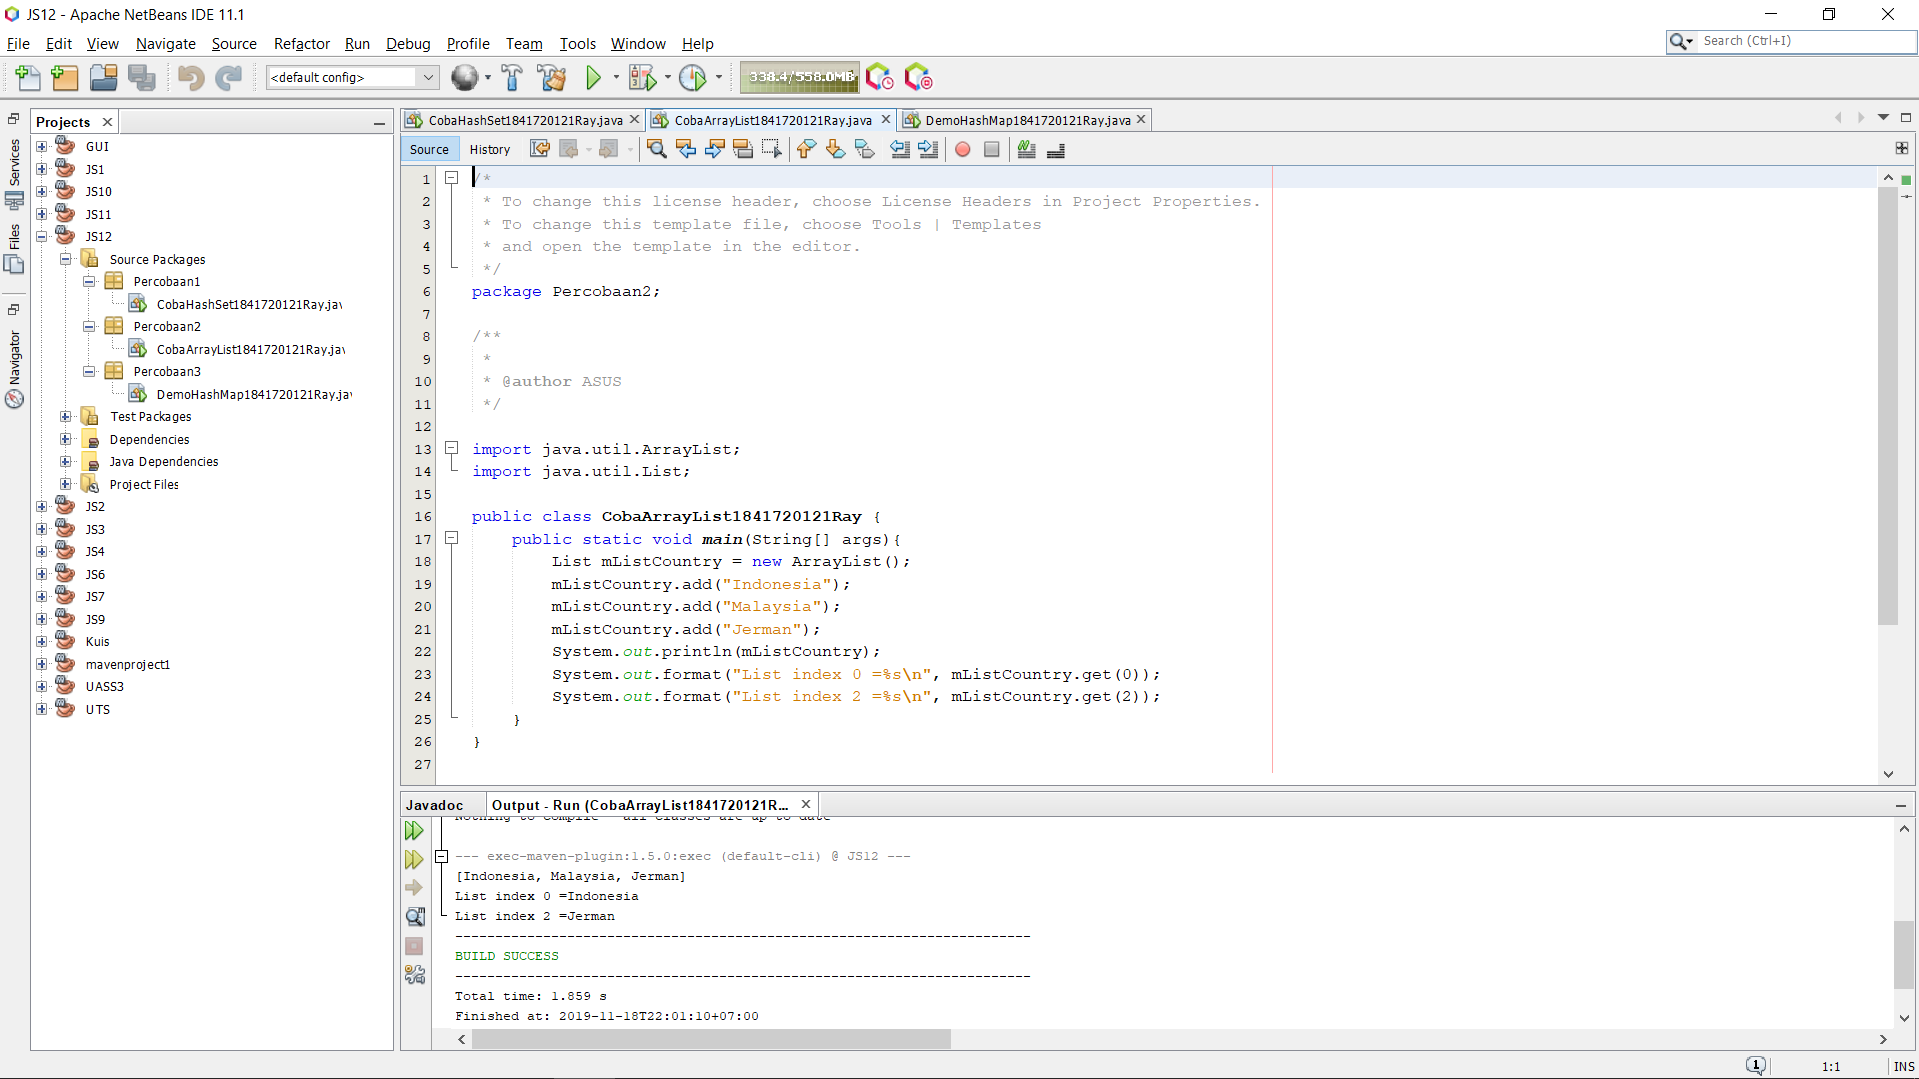 JS12 - Apache NetBeans IDE 11.1
File Edit View Navigate Source Refactor Run Debug Profile Team Tools Window Help
Search (Ctrl+I)
<default config>
338.4/558.0MB
Services
Files
Navigator
Projects
GUI
JS1
JS10
JS11
JS12
Source Packages
Percobaan1
CobaHashSet1841720121Ray.jav
Percobaan2
CobaArrayList1841720121Ray.jav
Percobaan3
DemoHashMap1841720121Ray.jav
Test Packages
Dependencies
Java Dependencies
Project Files
JS2
JS3
JS4
JS6
JS7
JS9
Kuis
mavenproject1
UASS3
UTS
CobaHashSet1841720121Ray.java CobaArrayList1841720121Ray.java DemoHashMap1841720121Ray.java
Source History
1 /*
2 * To change this license header, choose License Headers in Project Properties.
3 * To change this template file, choose Tools | Templates
4 * and open the template in the editor.
5 */
6 package Percobaan2;
7
8 /**
9 *
10 * @author ASUS
11 */
12
13 import java.util.ArrayList;
14 import java.util.List;
15
16 public class CobaArrayList1841720121Ray {
17 public static void main(String[] args){
18 List mListCountry = new ArrayList();
19 mListCountry.add("Indonesia");
20 mListCountry.add("Malaysia");
21 mListCountry.add("Jerman");
22 System.out.println(mListCountry);
23 System.out.format("List index 0 =%s\n", mListCountry.get(0));
24 System.out.format("List index 2 =%s\n", mListCountry.get(2));
25 }
26 }
27
Javadoc Output - Run (CobaArrayList1841720121R...
Nothing to compile - all classes are up to date
--- exec-maven-plugin:1.5.0:exec (default-cli) @ JS12 ---
[Indonesia, Malaysia, Jerman]
List index 0 =Indonesia
List index 2 =Jerman
------------------------------------------------------------------------
BUILD SUCCESS
------------------------------------------------------------------------
Total time: 1.859 s
Finished at: 2019-11-18T22:01:10+07:00
1 1:1 INS